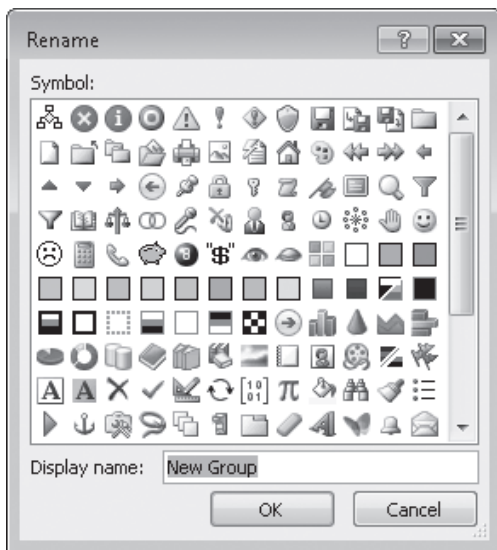 Rename
Symbol:
"$"
A A
π
Display name: New Group
OK Cancel